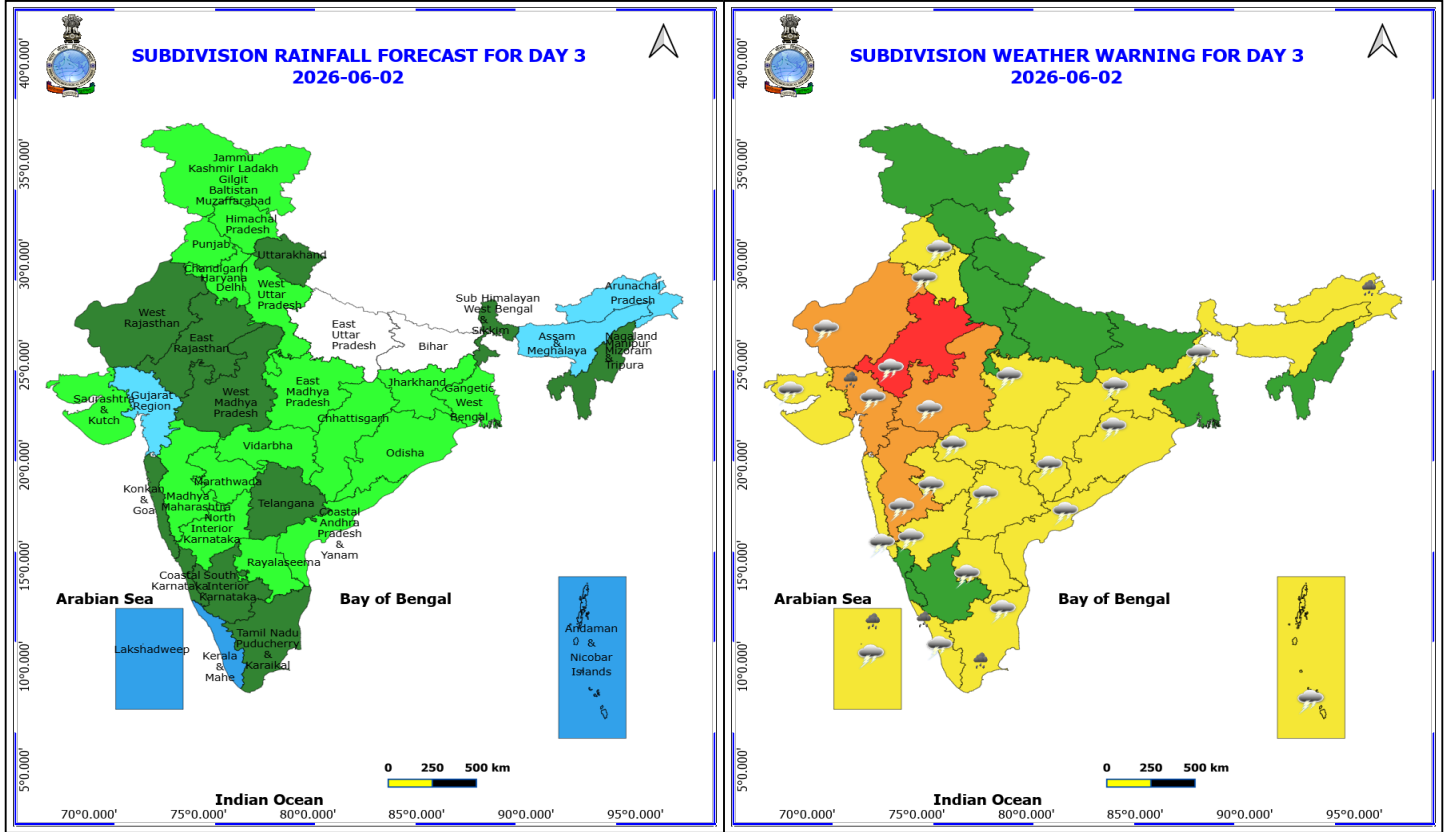 SUBDIVISION RAINFALL FORECAST FOR DAY 3
2026-06-02
40°0.000'
35°0.000'
30°0.000'
25°0.000'
20°0.000'
15°0.000'
10°0.000'
5°0.000'
Jammu
Kashmir Ladakh
Gilgit
Baltistan
Muzaffarabad
Himachal
Pradesh
Punjab
Uttarakhand
Chandigarh
Haryana
Delhi
West
Uttar
Pradesh
West
Rajasthan
East
Rajasthan
East
Uttar
Pradesh
Bihar
Sub Himalayan
West Bengal
&
Sikkim
Arunachal
Pradesh
Assam
&
Meghalaya
Nagaland
Manipur
Mizoram
&
Tripura
Saurashtra
&
Kutch
Gujarat
Region
West
Madhya
Pradesh
East
Madhya
Pradesh
Jharkhand
Gangetic
West
Bengal
Chhattisgarh
Vidarbha
Odisha
Konkan
&
Goa
Madhya
Maharashtra
Marathwada
Telangana
North
Interior
Karnataka
Coastal
Andhra
Pradesh
&
Yanam
Rayalaseema
Coastal
Karnataka
South
Interior
Karnataka
Tamil Nadu
Puducherry
&
Karaikal
Kerala
&
Mahe
Lakshadweep
Andaman
&
Nicobar
Islands
Arabian Sea
Bay of Bengal
Indian Ocean
0 250 500 km
70°0.000' 75°0.000' 80°0.000' 85°0.000' 90°0.000' 95°0.000'
SUBDIVISION WEATHER WARNING FOR DAY 3
2026-06-02
40°0.000'
35°0.000'
30°0.000'
25°0.000'
20°0.000'
15°0.000'
10°0.000'
5°0.000'
Arabian Sea
Bay of Bengal
Indian Ocean
0 250 500 km
70°0.000' 75°0.000' 80°0.000' 85°0.000' 90°0.000' 95°0.000'